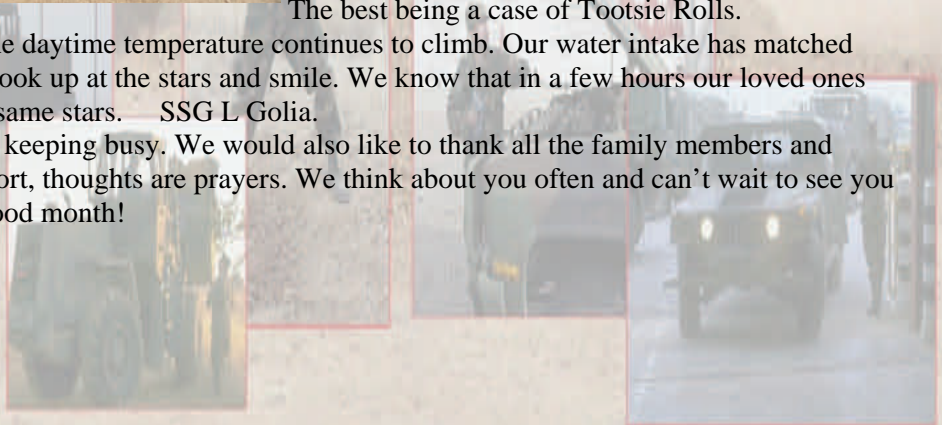 The best being a case of Tootsie Rolls.
e daytime temperature continues to climb. Our water intake has matched
ook up at the stars and smile. We know that in a few hours our loved ones
same stars. SSG L Golia.
keeping busy. We would also like to thank all the family members and
ort, thoughts are prayers. We think about you often and can't wait to see you
ood month!